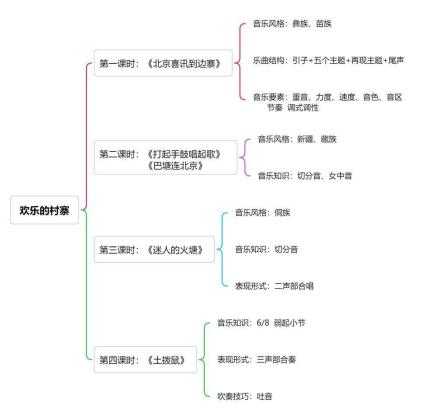 欢乐的村寨
第一课时：《北京喜讯到边寨》
音乐风格：彝族、苗族
乐曲结构：引子+五个主题+再现主题+尾声
音乐要素：重音、力度、速度、音色、音区
节奏 调式调性
第二课时：《打起手鼓唱起歌》
《巴塘连北京》
音乐风格：新疆、藏族
音乐知识：切分音、女中音
第三课时：《迷人的火塘》
音乐风格：侗族
音乐知识：切分音
表现形式：二声部合唱
第四课时：《土拨鼠》
音乐知识：6/8 弱起小节
表现形式：三声部合奏
吹奏技巧：吐音